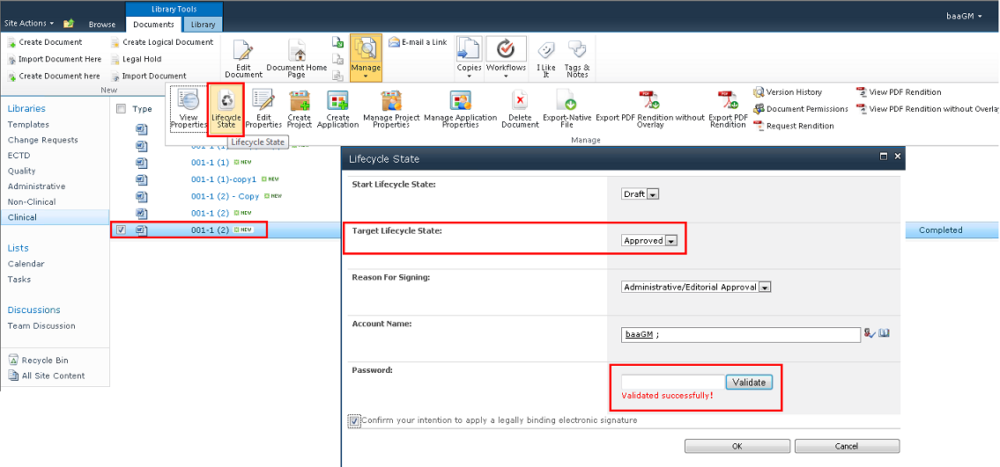 Library Tools
Site Actions
Browse
Documents
Library
baaGM
Create Document
Create Logical Document
Import Document Here
Legal Hold
Create Document here
Import Document
New
Edit Document
Document Home Page
Manage
E-mail a Link
Copies
Workflows
I Like It
Tags & Notes
Libraries
Templates
Change Requests
ECTD
Quality
Administrative
Non-Clinical
Clinical
Lists
Calendar
Tasks
Discussions
Team Discussion
Recycle Bin
All Site Content
Type
View Properties
Lifecycle State
Edit Properties
Create Project
Create Application
Manage Project Properties
Manage Application Properties
Delete Document
Export-Native File
Export PDF Rendition without Overlay
Export PDF Rendition
Version History
Document Permissions
Request Rendition
View PDF Rendition
View PDF Rendition without Overlay
Manage
Lifecycle State
001-1 (1)
001-1 (1) NEW
001-1 (1)-copy1 NEW
001-1 (2) - Copy NEW
001-1 (2) NEW
001-1 (2) NEW
Completed
Lifecycle State
Start Lifecycle State:
Draft
Target Lifecycle State:
Approved
Reason For Signing:
Administrative/Editorial Approval
Account Name:
baaGM ;
Password:
Validate
Validated successfully!
Confirm your intention to apply a legally binding electronic signature
OK
Cancel